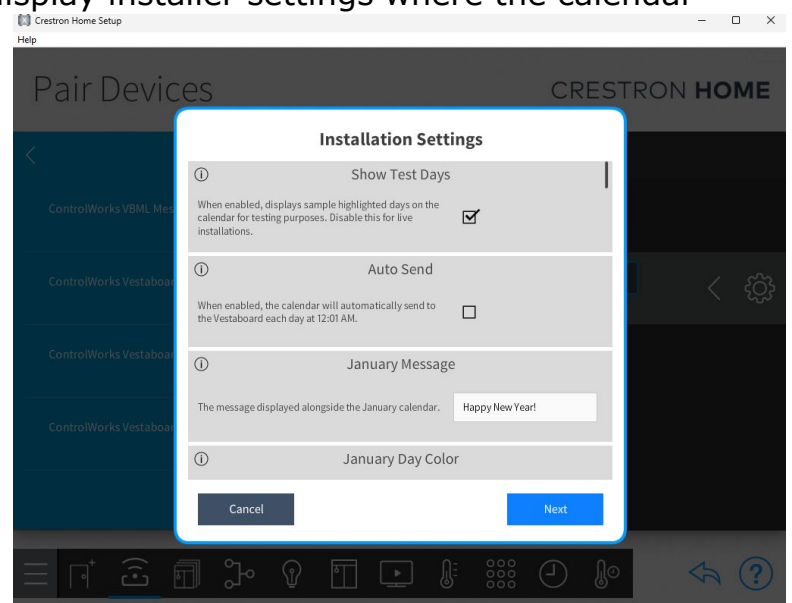 display installer settings where the calendar
Crestron Home Setup
Help
Pair Devices
CRESTRON HOME
Installation Settings
Show Test Days
When enabled, displays sample highlighted days on the
calendar for testing purposes. Disable this for live
installations.
Auto Send
When enabled, the calendar will automatically send to
the Vestaboard each day at 12:01 AM.
January Message
The message displayed alongside the January calendar.
Happy New Year!
January Day Color
Cancel
Next
ControlWorks VBML Mes
ControlWorks Vestaboar
ControlWorks Vestaboar
ControlWorks Vestaboar